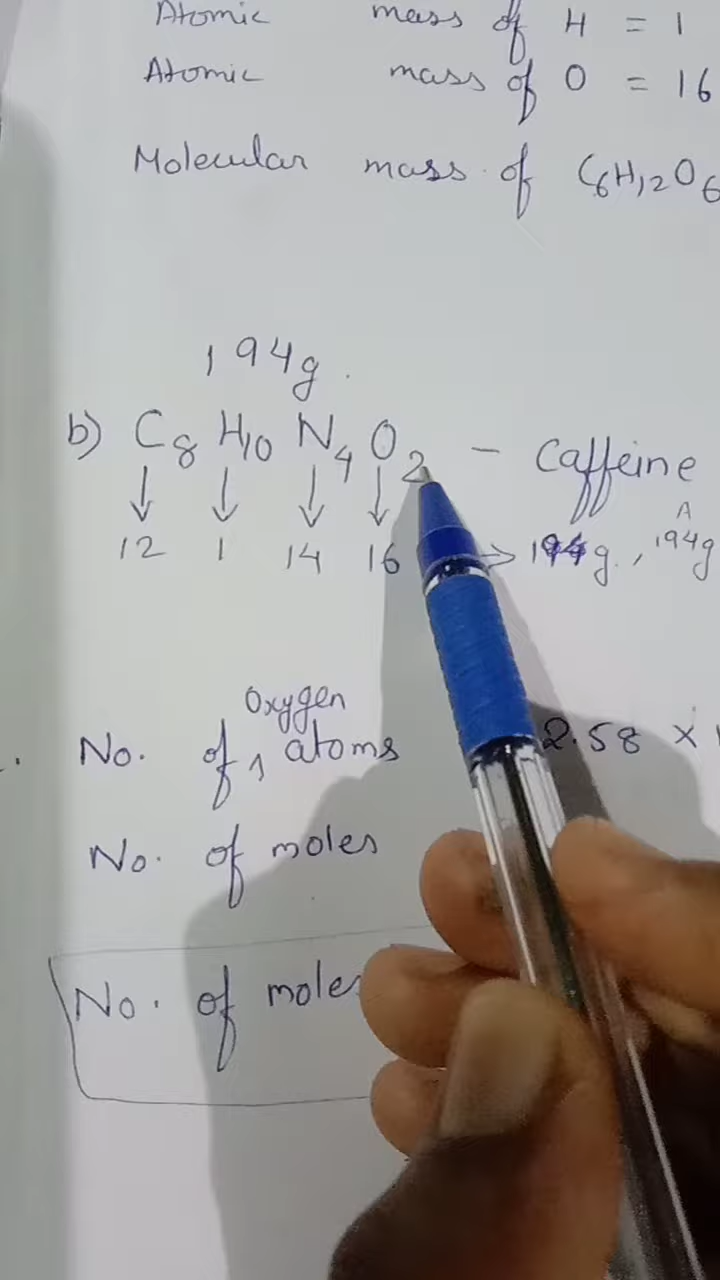 Atomic mass of H = 1
Atomic mass of O = 16
Molecular mass of C6H12O6
194g.
b) C8 H10 N4 O2 - Caffeine
12 1 14 16 → 194g., 194g
Oxygen
No. of atoms 2.58 ×
No. of moles
No. of moles